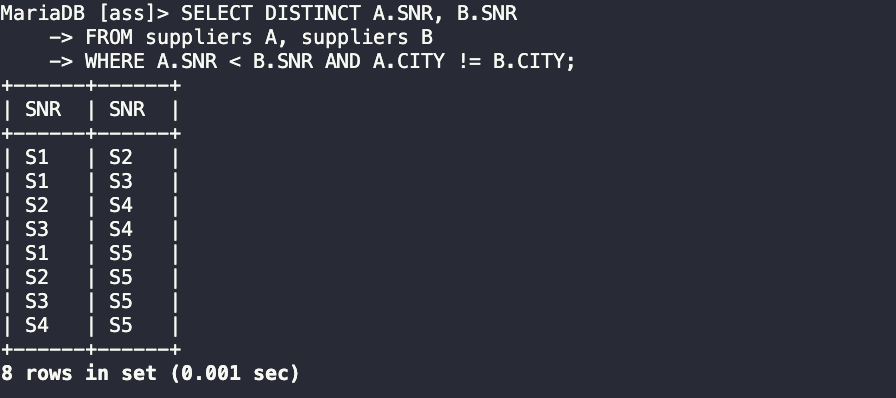 MariaDB [ass]> SELECT DISTINCT A.SNR, B.SNR
    -> FROM suppliers A, suppliers B
    -> WHERE A.SNR < B.SNR AND A.CITY != B.CITY;
+------+------+
| SNR  | SNR  |
+------+------+
| S1   | S2   |
| S1   | S3   |
| S2   | S4   |
| S3   | S4   |
| S1   | S5   |
| S2   | S5   |
| S3   | S5   |
| S4   | S5   |
+------+------+
8 rows in set (0.001 sec)